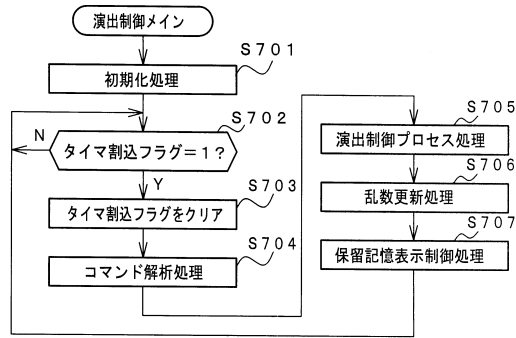 演出制御メイン
S701
初期化処理
S702
N
タイマ割込フラグ=1?
Y
S703
タイマ割込フラグをクリア
S704
コマンド解析処理
S705
演出制御プロセス処理
S706
乱数更新処理
S707
保留記憶表示制御処理